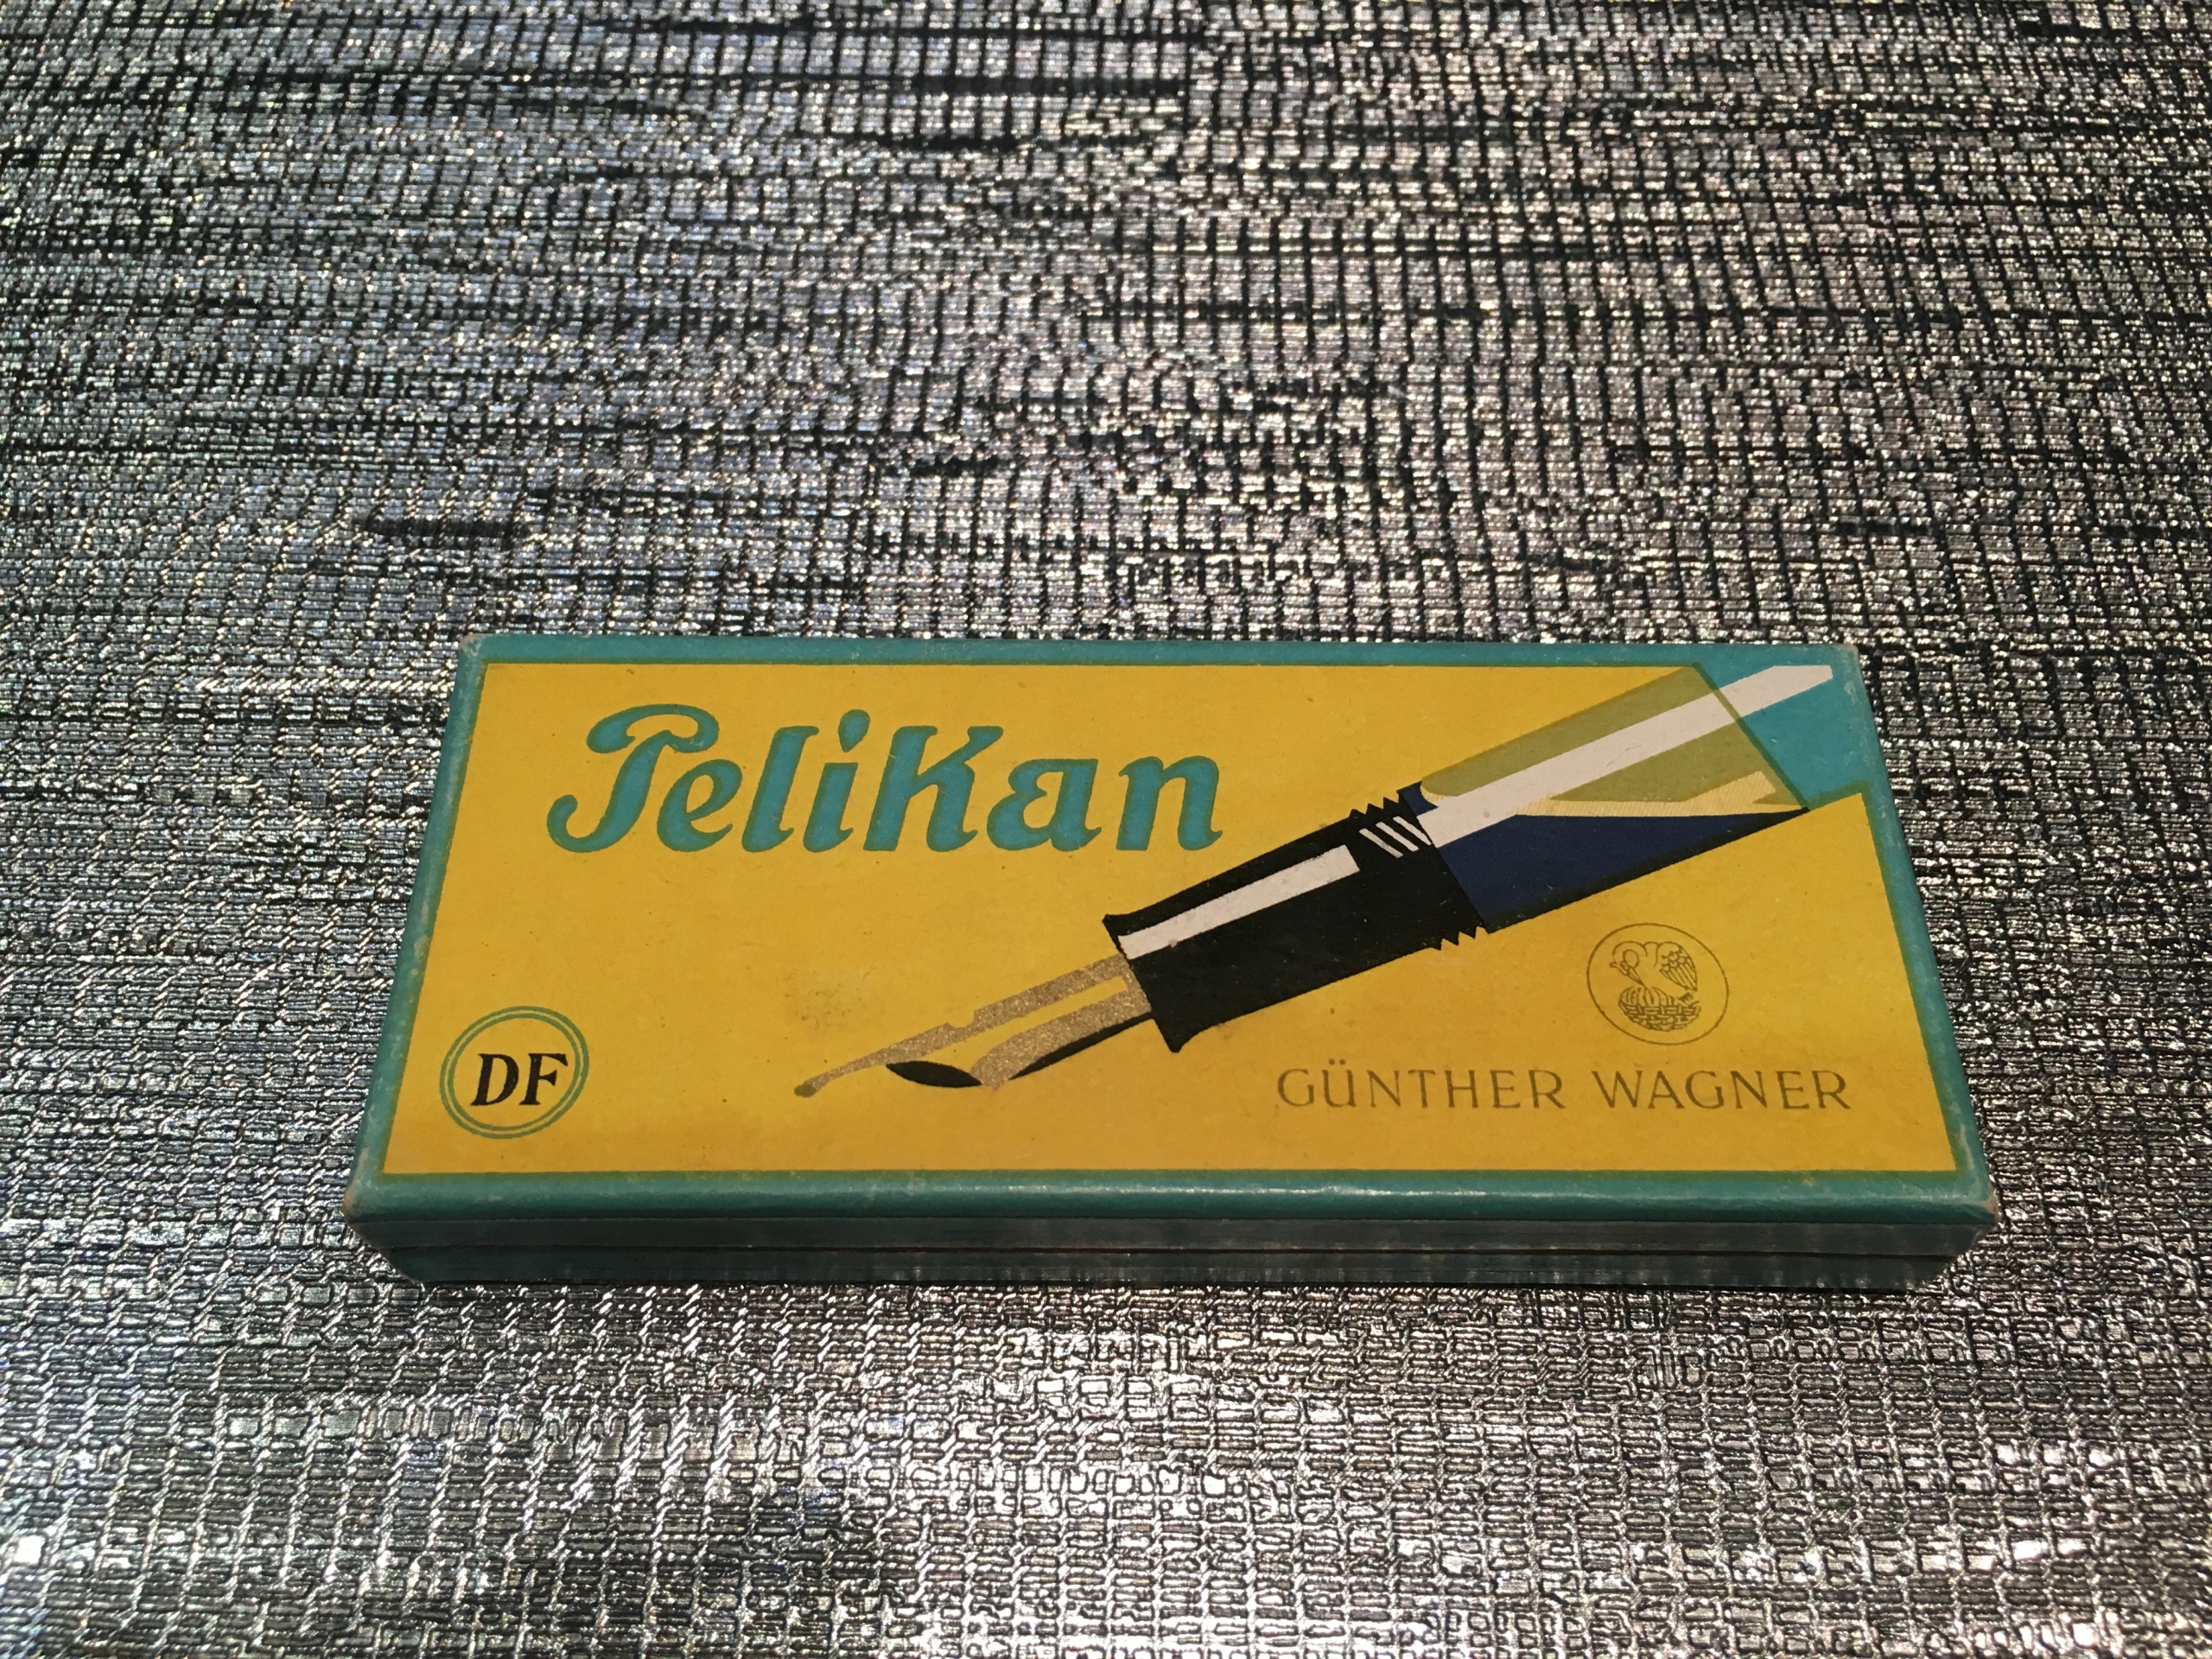 Pelikan
DF
GÜNTHER WAGNER